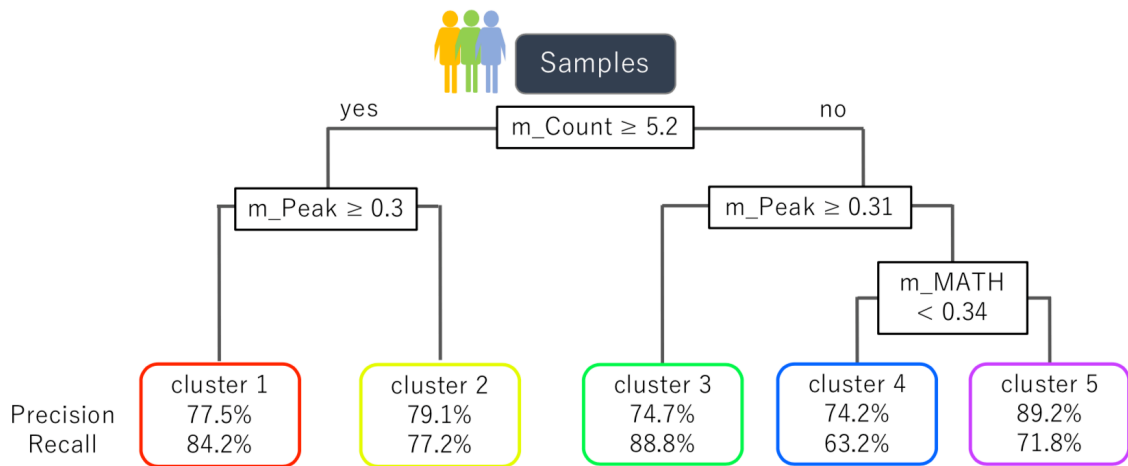 Samples
yes
no
m_Count ≥ 5.2
m_Peak ≥ 0.3
m_Peak ≥ 0.31
m_MATH
< 0.34
cluster 1 cluster 2 cluster 3 cluster 4 cluster 5
Precision 77.5% 79.1% 74.7% 74.2% 89.2%
Recall 84.2% 77.2% 88.8% 63.2% 71.8%